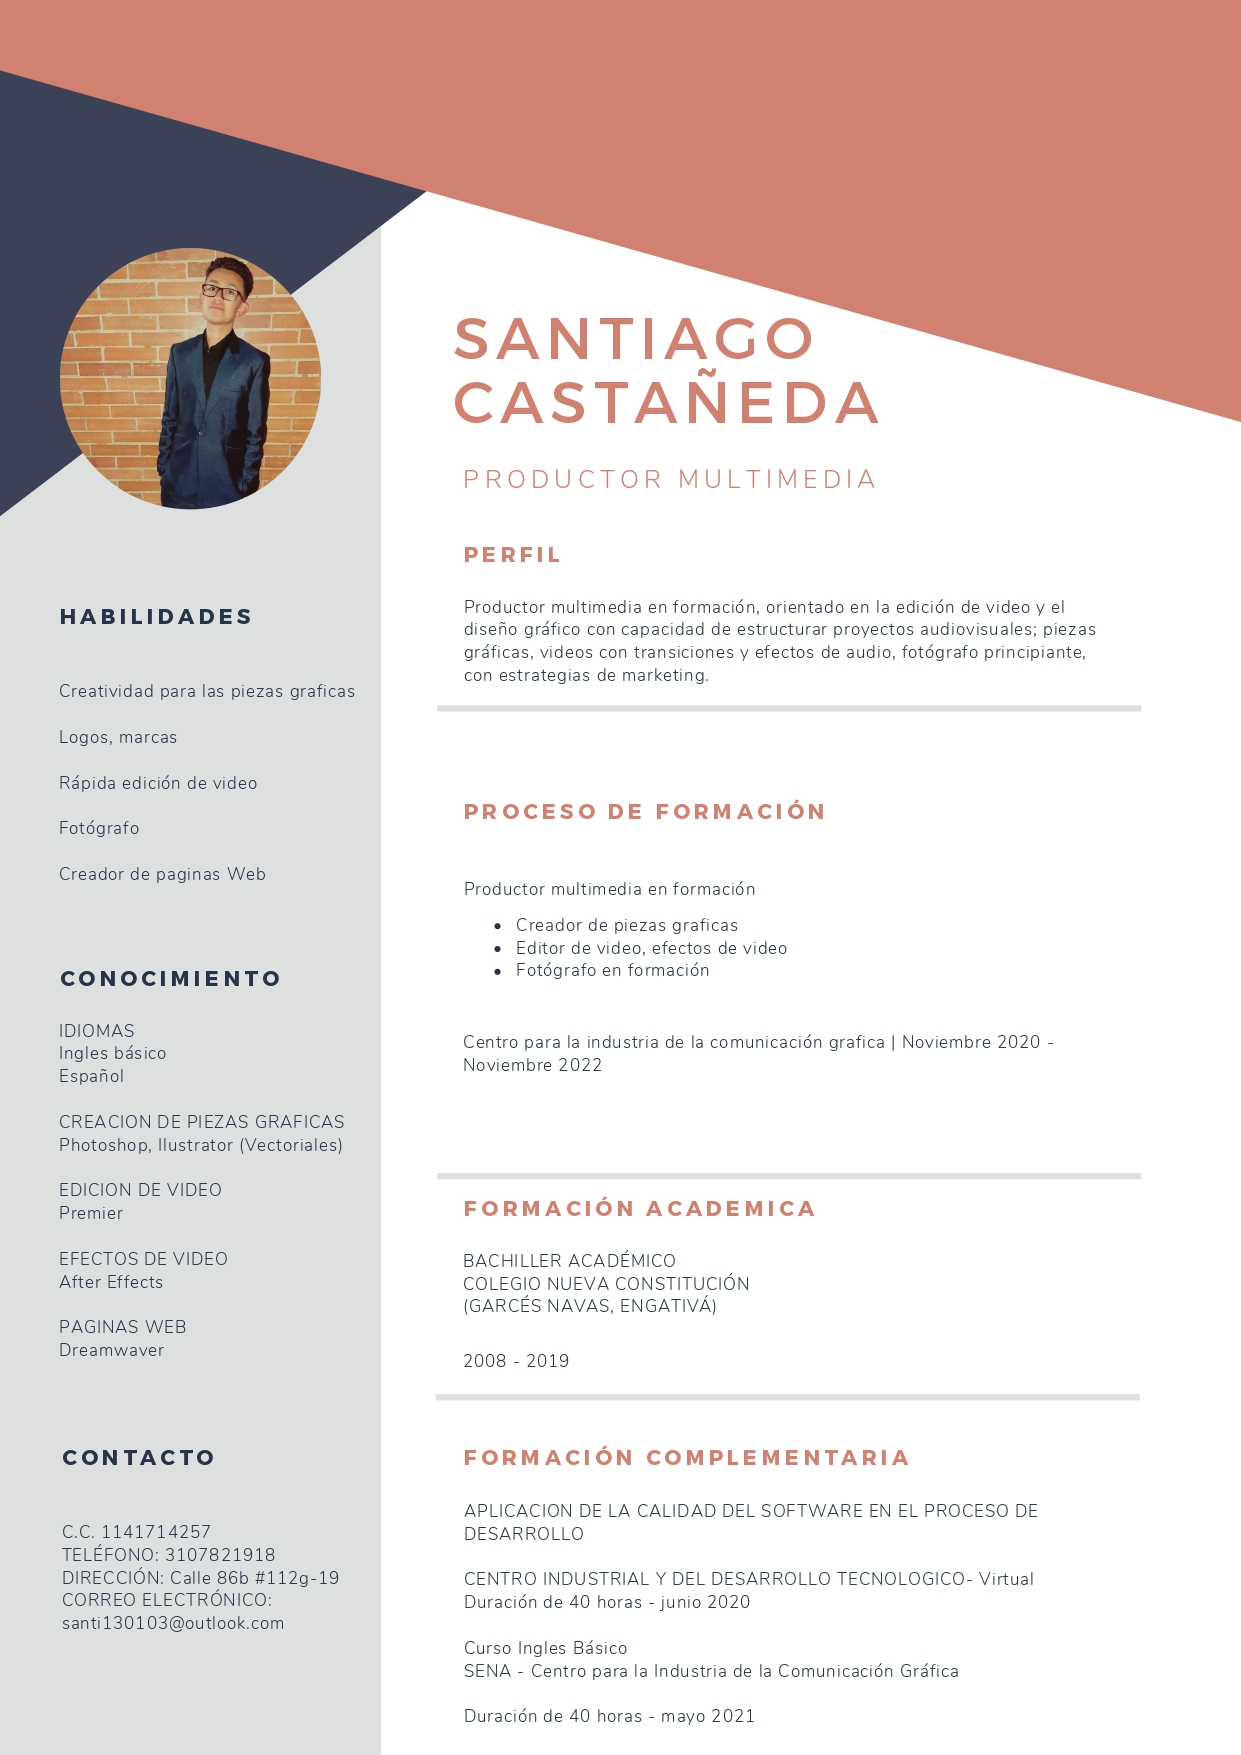 SANTIAGO
CASTAÑEDA
PRODUCTOR MULTIMEDIA
PERFIL
Productor multimedia en formación, orientado en la edición de video y el
diseño gráfico con capacidad de estructurar proyectos audiovisuales; piezas
gráficas, videos con transiciones y efectos de audio, fotógrafo principiante,
con estrategias de marketing.
HABILIDADES
Creatividad para las piezas graficas
Logos, marcas
Rápida edición de video
Fotógrafo
Creador de paginas Web
CONOCIMIENTO
IDIOMAS
Ingles básico
Español
CREACION DE PIEZAS GRAFICAS
Photoshop, Ilustrator (Vectoriales)
EDICION DE VIDEO
Premier
EFECTOS DE VIDEO
After Effects
PAGINAS WEB
Dreamwaver
CONTACTO
C.C. 1141714257
TELÉFONO: 3107821918
DIRECCIÓN: Calle 86b #112g-19
CORREO ELECTRÓNICO:
santi130103@outlook.com
PROCESO DE FORMACIÓN
Productor multimedia en formación
• Creador de piezas graficas
• Editor de video, efectos de video
• Fotógrafo en formación
Centro para la industria de la comunicación grafica | Noviembre 2020 -
Noviembre 2022
FORMACIÓN ACADEMICA
BACHILLER ACADÉMICO
COLEGIO NUEVA CONSTITUCIÓN
(GARCÉS NAVAS, ENGATIVÁ)
2008 - 2019
FORMACIÓN COMPLEMENTARIA
APLICACION DE LA CALIDAD DEL SOFTWARE EN EL PROCESO DE
DESARROLLO
CENTRO INDUSTRIAL Y DEL DESARROLLO TECNOLOGICO- Virtual
Duración de 40 horas - junio 2020
Curso Ingles Básico
SENA - Centro para la Industria de la Comunicación Gráfica
Duración de 40 horas - mayo 2021